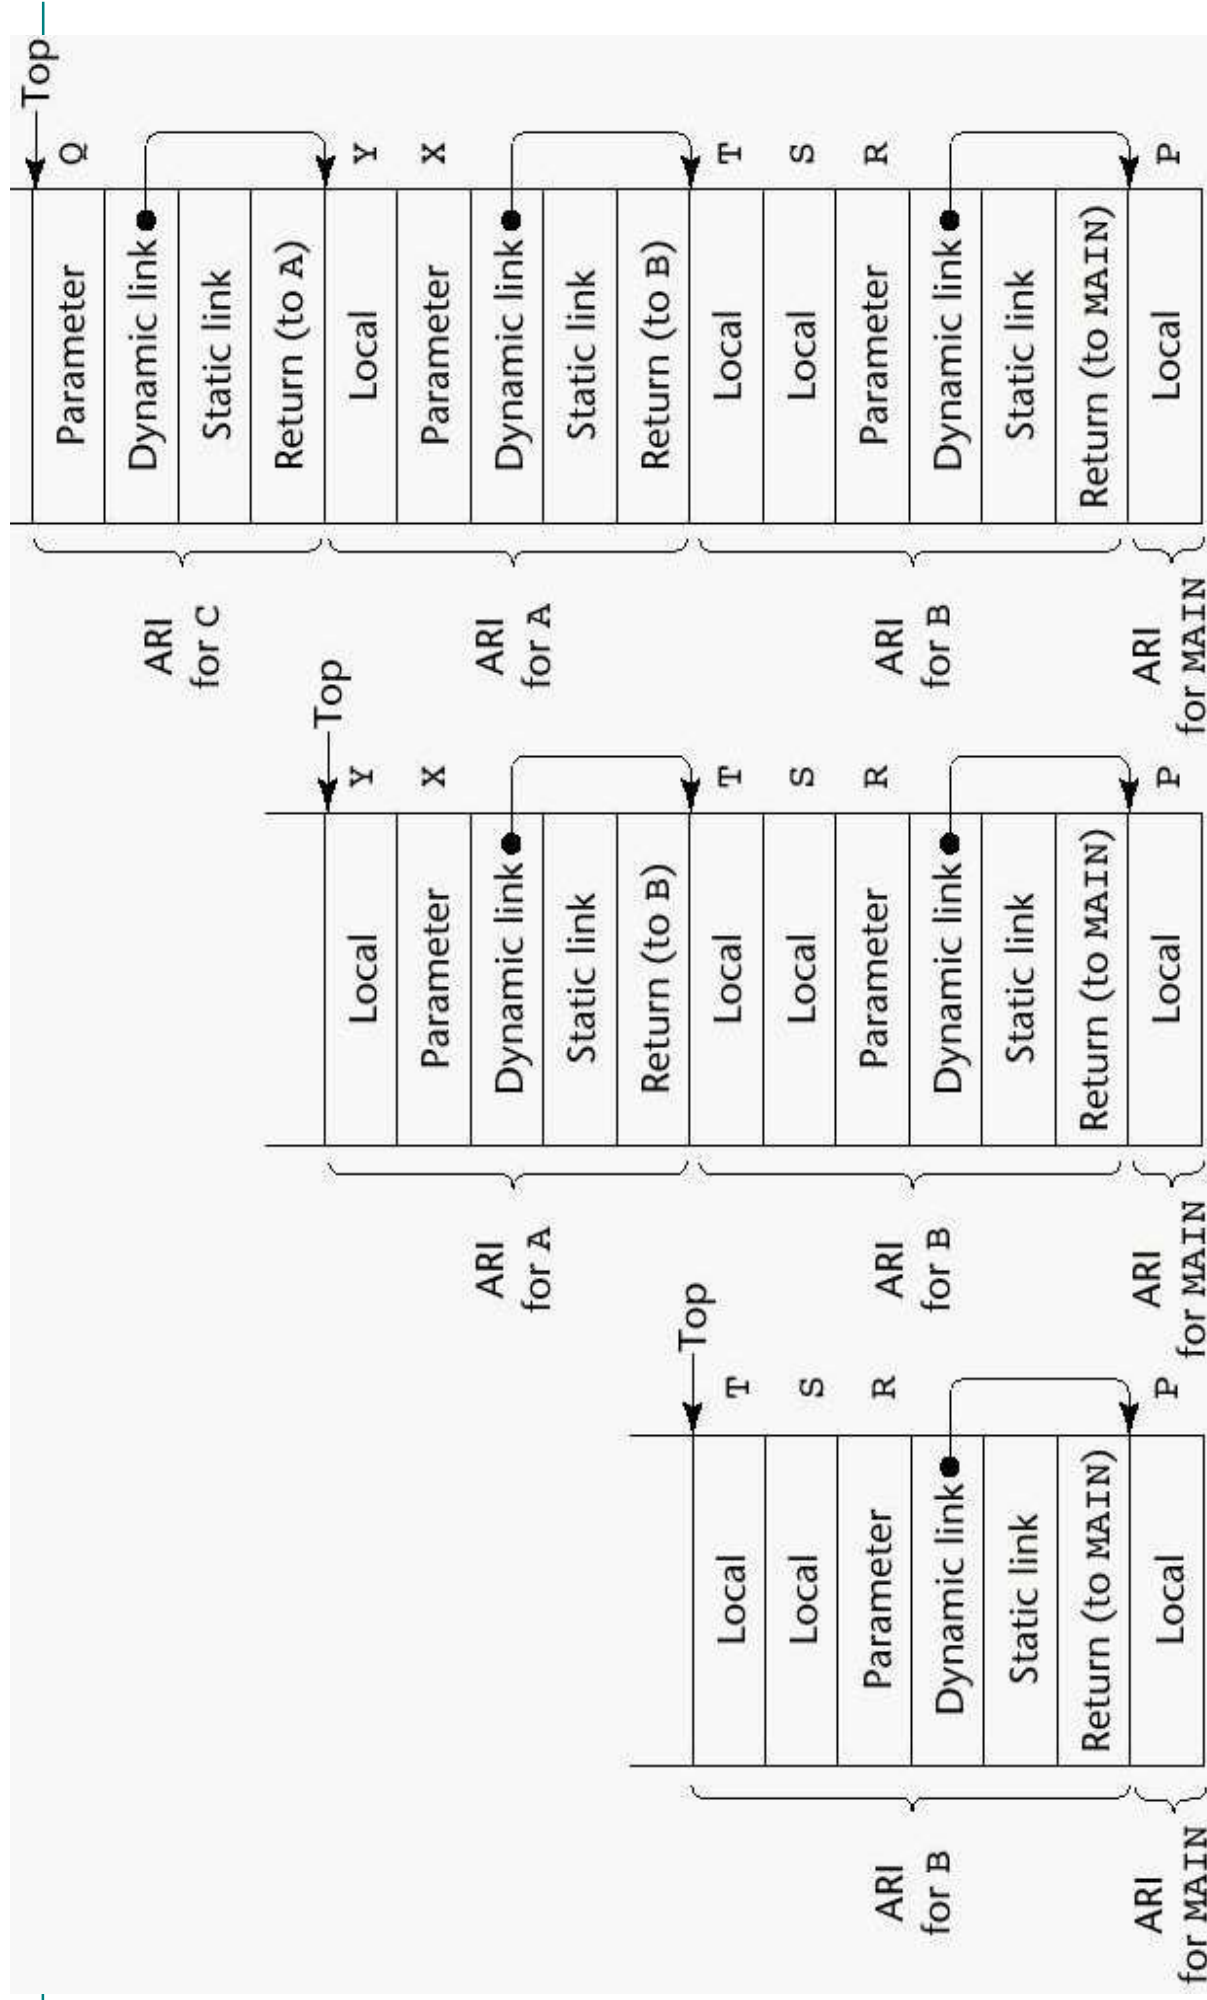 Top
Local T
Local S
Parameter R
Dynamic link
Static link
Return (to MAIN)
Local P
ARI
for B
ARI
for MAIN
Top
Local Y
Parameter X
Dynamic link
Static link
Return (to B)
Local T
Local S
Parameter R
Dynamic link
Static link
Return (to MAIN)
Local P
ARI
for A
ARI
for B
ARI
for MAIN
Top
Parameter Q
Dynamic link
Static link
Return (to A)
Local Y
Parameter X
Dynamic link
Static link
Return (to B)
Local T
Local S
Parameter R
Dynamic link
Static link
Return (to MAIN)
Local P
ARI
for C
ARI
for A
ARI
for B
ARI
for MAIN